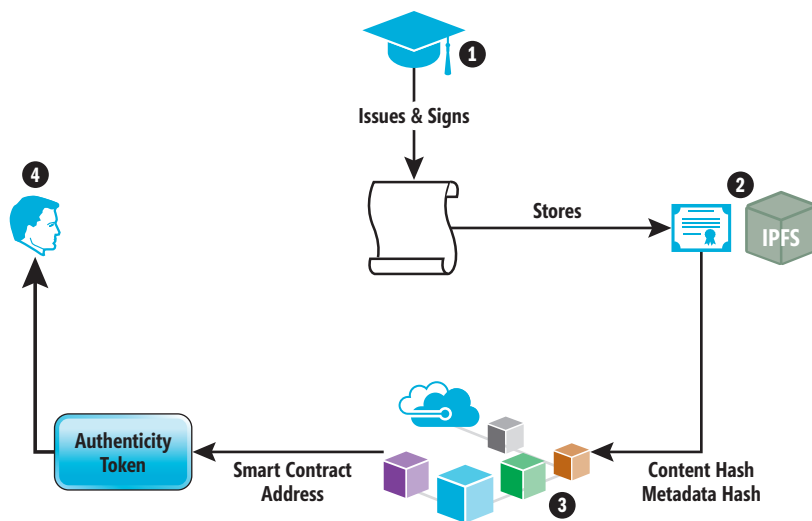 1
Issues & Signs
4
2
Stores
IPFS
Authenticity
Token
Smart Contract
Address
Content Hash
Metadata Hash
3